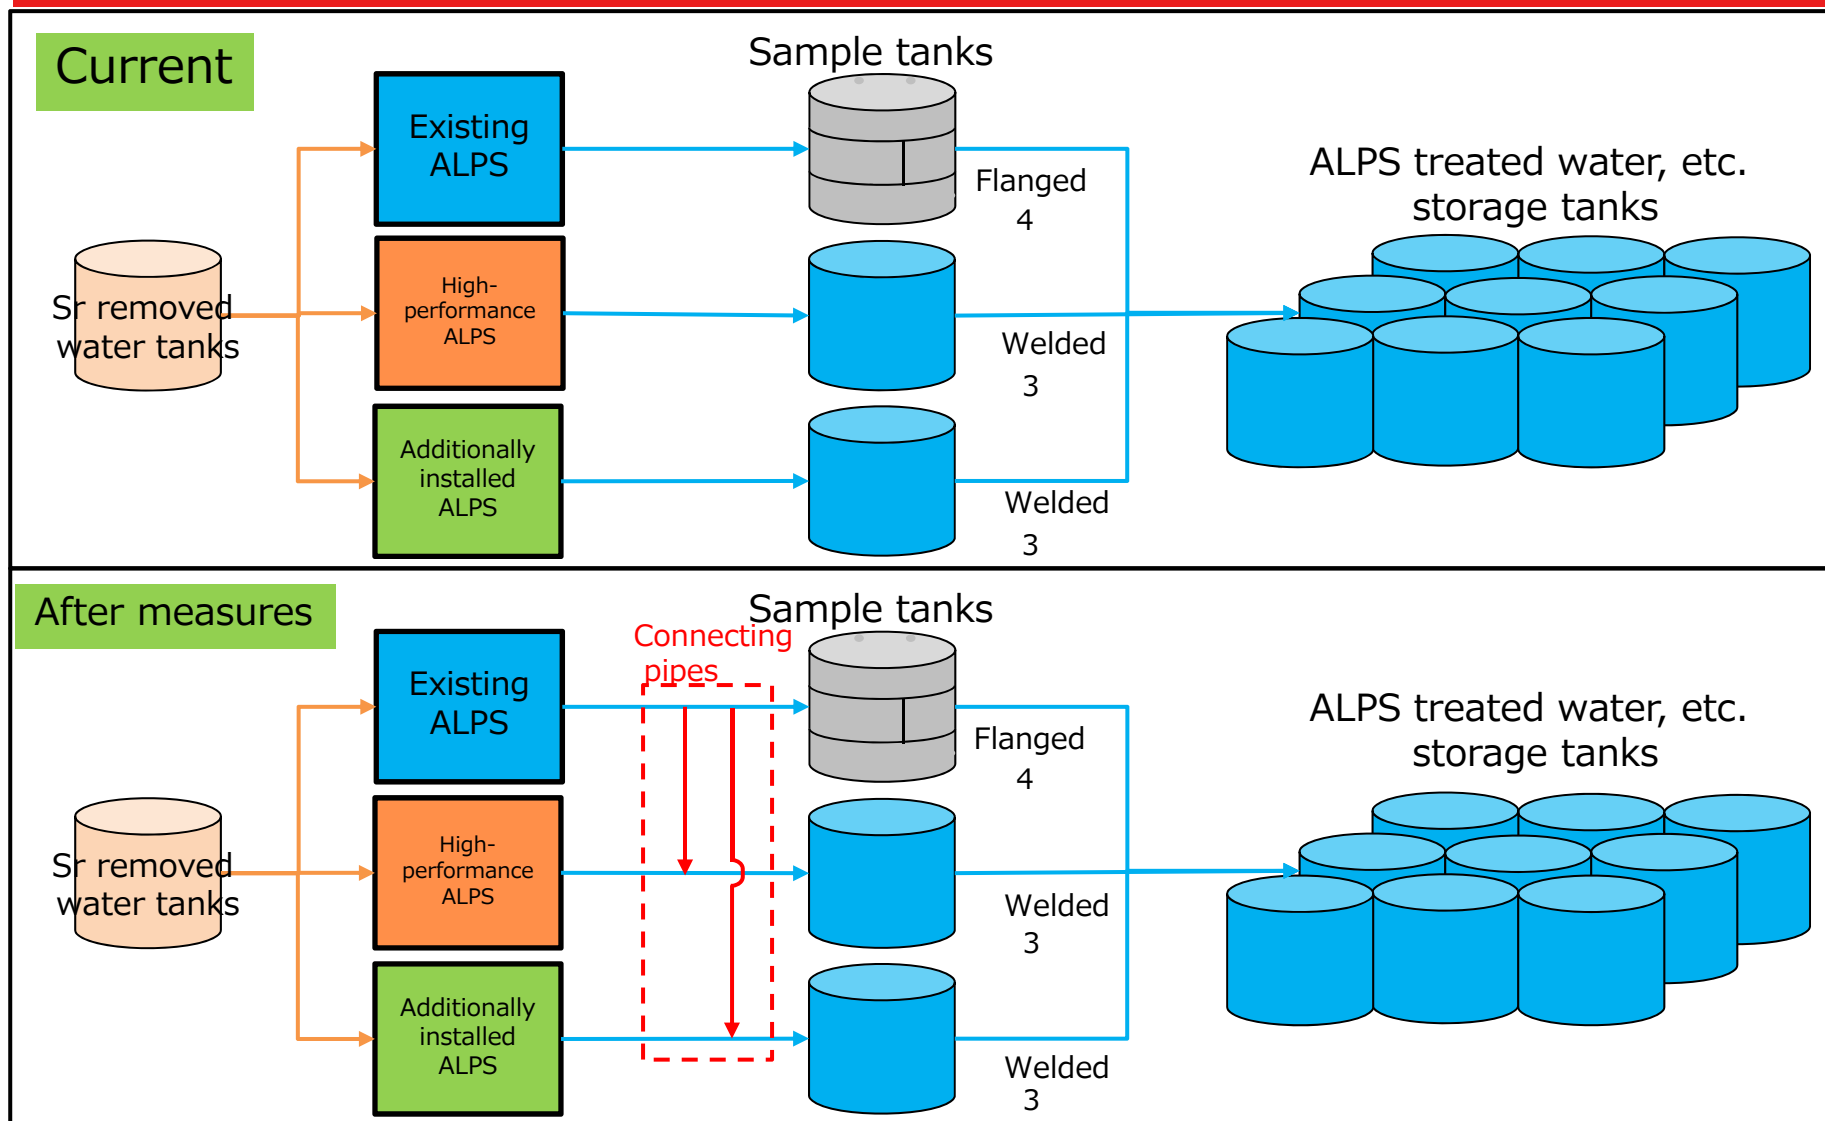 Current
Sample tanks
Existing
ALPS
Flanged
4
ALPS treated water, etc.
storage tanks
Sr removed
water tanks
High-
performance
ALPS
Welded
3
Additionally
installed
ALPS
Welded
3
After measures
Sample tanks
Connecting
pipes
Existing
ALPS
Flanged
4
ALPS treated water, etc.
storage tanks
Sr removed
water tanks
High-
performance
ALPS
Welded
3
Additionally
installed
ALPS
Welded
3